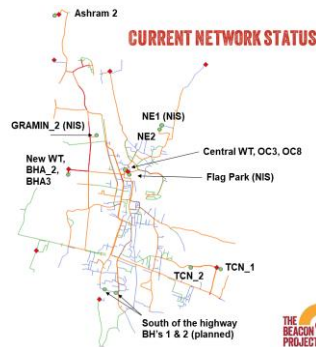 Ashram 2
CURRENT NETWORK STATUS
NE1 (NIS)
NE2
GRAMIN_2 (NIS)
Central WT, OC3, OC8
New WT,
BHA_2,
BHA3
Flag Park (NIS)
TCN_1
TCN_2
South of the highway
BH's 1 & 2 (planned)
THE
BEACON
PROJECT